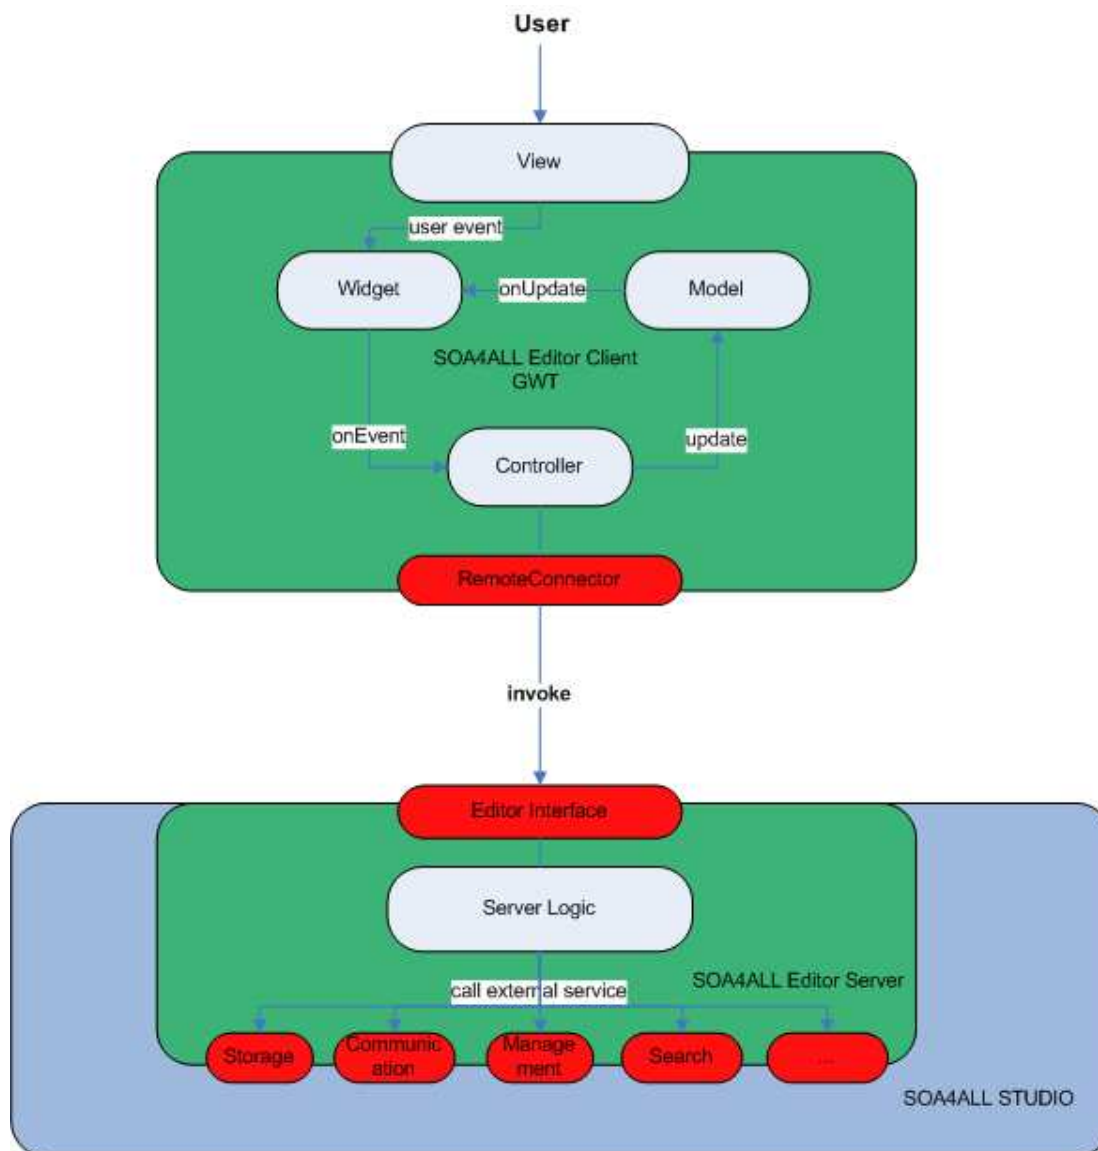 User
View
user event
Widget
onUpdate
Model
SOA4ALL Editor Client
GWT
onEvent
update
Controller
RemoteConnector
invoke
Editor Interface
Server Logic
SOA4ALL Editor Server
call external service
Storage
Communic
ation
Manage
ment
Search
...
SOA4ALL STUDIO